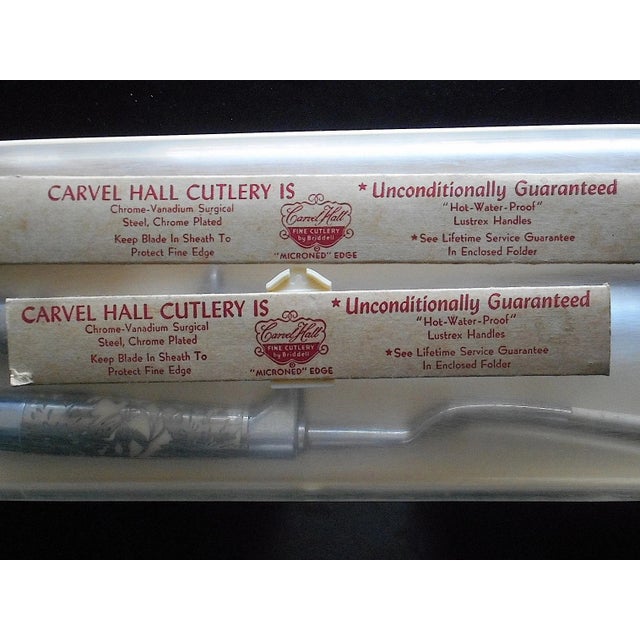 CARVEL HALL CUTLERY IS
Chrome-Vanadium Surgical
Steel, Chrome Plated
Keep Blade In Sheath To
Protect Fine Edge
Carvel Hall
FINE CUTLERY
by Briddell
"MICRONED" EDGE
* Unconditionally Guaranteed
"Hot-Water-Proof"
Lustrex Handles
*See Lifetime Service Guarantee
In Enclosed Folder
CARVEL HALL CUTLERY IS
Chrome-Vanadium Surgical
Steel, Chrome Plated
Keep Blade In Sheath To
Protect Fine Edge
Carvel Hall
FINE CUTLERY
by Briddell
"MICRONED" EDGE
* Unconditionally Guaranteed
"Hot-Water-Proof"
Lustrex Handles
*See Lifetime Service Guarantee
In Enclosed Folder